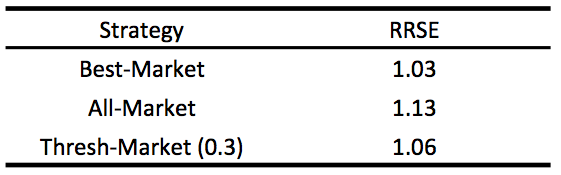 Strategy RRSE
Best-Market 1.03
All-Market 1.13
Thresh-Market (0.3) 1.06